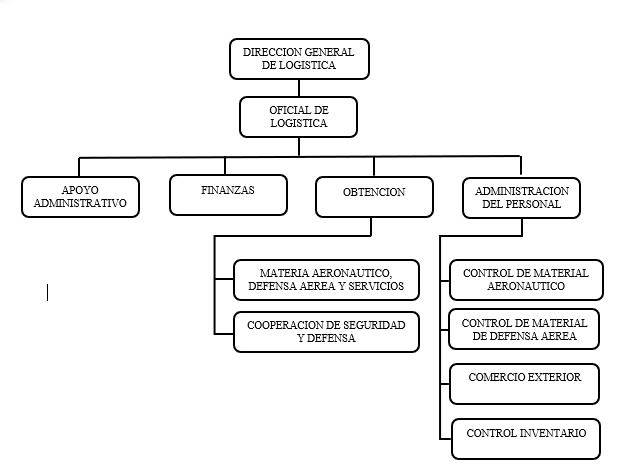 DIRECCION GENERAL
DE LOGISTICA
OFICIAL DE
LOGISTICA
APOYO
ADMINISTRATIVO
FINANZAS
OBTENCION
ADMINISTRACION
DEL PERSONAL
MATERIA AERONAUTICO,
DEFENSA AEREA Y SERVICIOS
COOPERACION DE SEGURIDAD
Y DEFENSA
CONTROL DE MATERIAL
AERONAUTICO
CONTROL DE MATERIAL
DE DEFENSA AEREA
COMERCIO EXTERIOR
CONTROL INVENTARIO